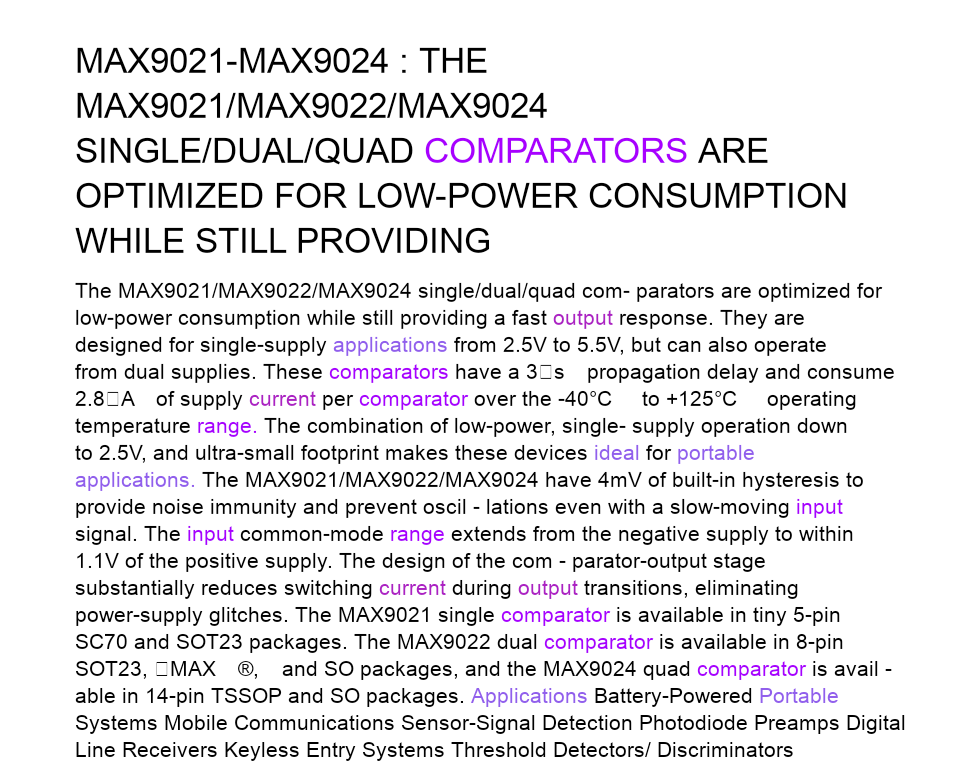 MAX9021-MAX9024 : THE
MAX9021/MAX9022/MAX9024
SINGLE/DUAL/QUAD COMPARATORS ARE
OPTIMIZED FOR LOW-POWER CONSUMPTION
WHILE STILL PROVIDING
The MAX9021/MAX9022/MAX9024 single/dual/quad com- parators are optimized for
low-power consumption while still providing a fast output response. They are
designed for single-supply applications from 2.5V to 5.5V, but can also operate
from dual supplies. These comparators have a 3□s propagation delay and consume
2.8□A of supply current per comparator over the -40°C to +125°C operating
temperature range. The combination of low-power, single- supply operation down
to 2.5V, and ultra-small footprint makes these devices ideal for portable
applications. The MAX9021/MAX9022/MAX9024 have 4mV of built-in hysteresis to
provide noise immunity and prevent oscil - lations even with a slow-moving input
signal. The input common-mode range extends from the negative supply to within
1.1V of the positive supply. The design of the com - parator-output stage
substantially reduces switching current during output transitions, eliminating
power-supply glitches. The MAX9021 single comparator is available in tiny 5-pin
SC70 and SOT23 packages. The MAX9022 dual comparator is available in 8-pin
SOT23, □MAX ®, and SO packages, and the MAX9024 quad comparator is avail -
able in 14-pin TSSOP and SO packages. Applications Battery-Powered Portable
Systems Mobile Communications Sensor-Signal Detection Photodiode Preamps Digital
Line Receivers Keyless Entry Systems Threshold Detectors/ Discriminators